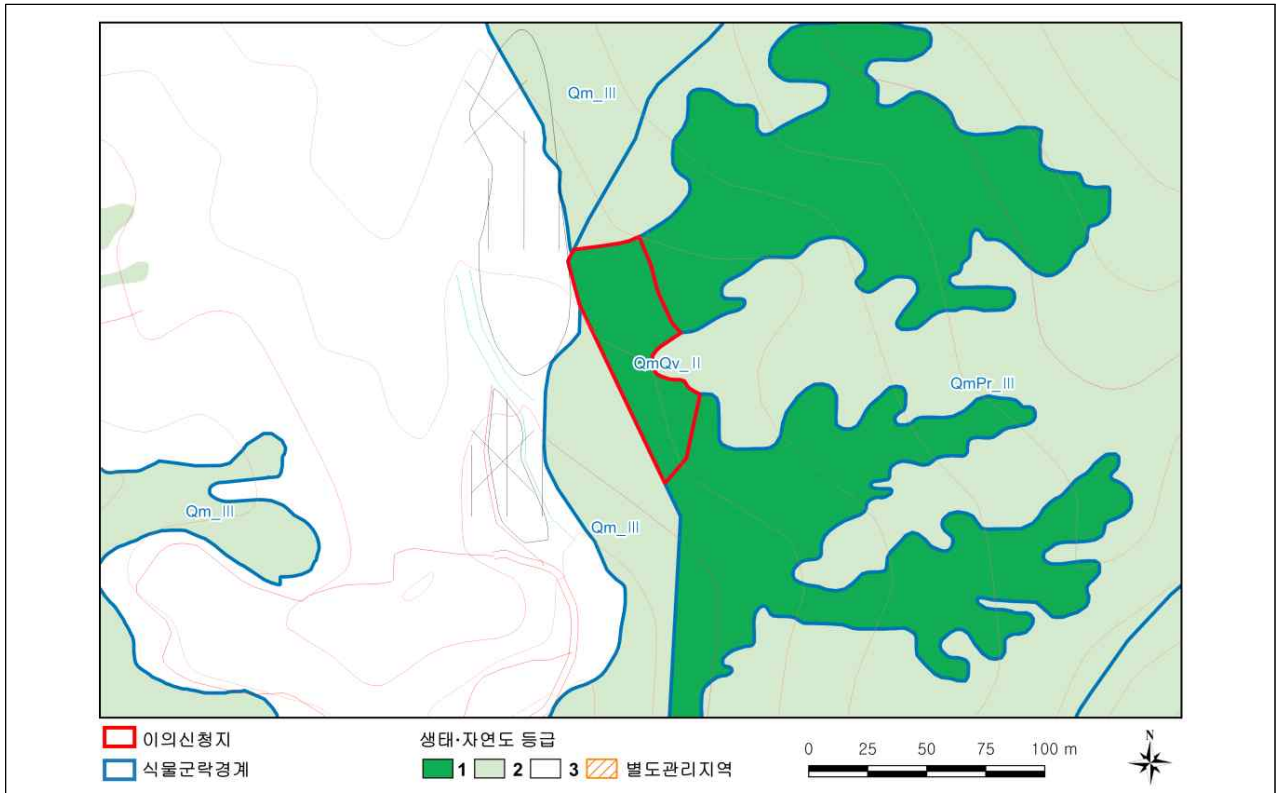 Qm_Ⅲ
QmQv_Ⅱ
QmPr_Ⅲ
Qm_Ⅲ
Qm_Ⅲ
이의신청지
식물군락경계
생태·자연도 등급
1 2 3 별도관리지역
0 25 50 75 100 m
N